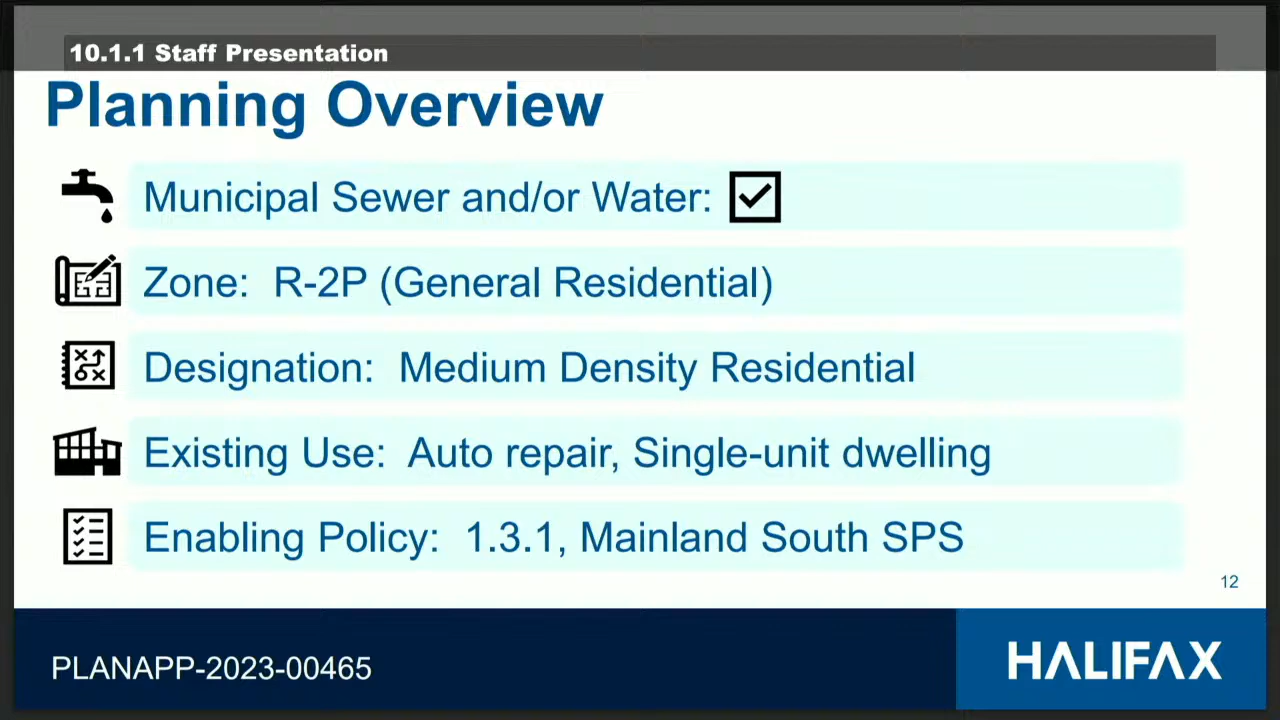 10.1.1 Staff Presentation
Planning Overview
Municipal Sewer and/or Water:
Zone: R-2P (General Residential)
Designation: Medium Density Residential
Existing Use: Auto repair, Single-unit dwelling
Enabling Policy: 1.3.1, Mainland South SPS
12
PLANAPP-2023-00465
HALIFAX